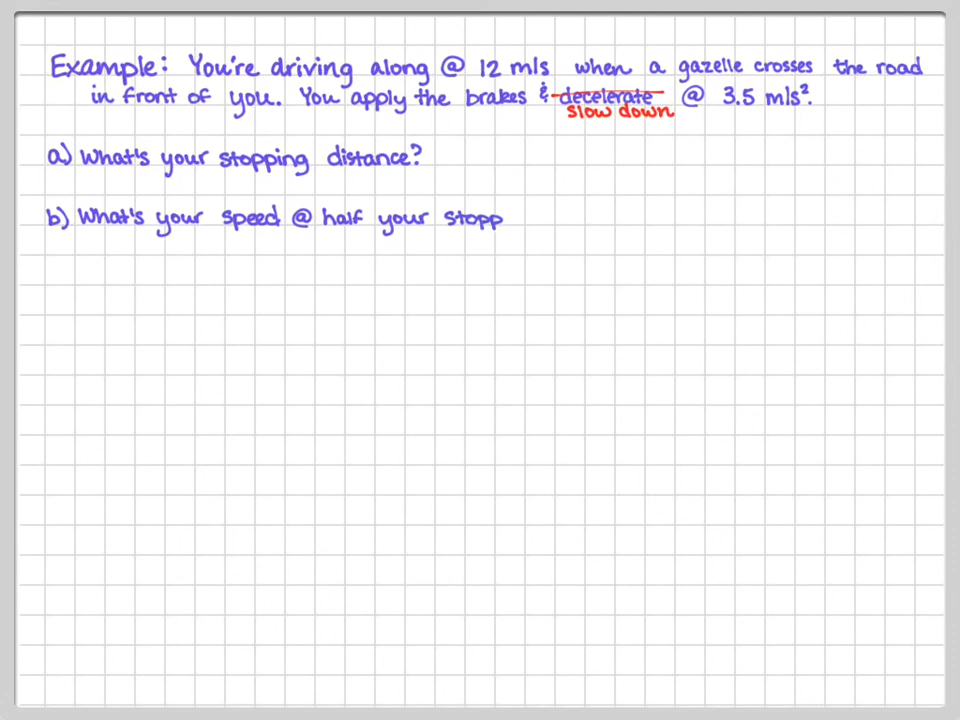 Example: You're driving along @ 12 m/s when a gazelle crosses the road
in front of you. You apply the brakes & decelerate @ 3.5 m/s².
slow down
a) What's your stopping distance?
b) What's your speed @ half your stopp